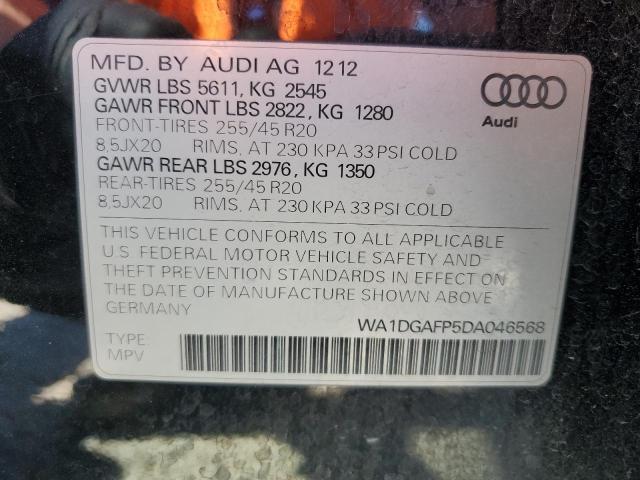 MFD. BY AUDI AG 12 12
GVWR LBS 5611, KG 2545
GAWR FRONT LBS 2822, KG 1280
FRONT-TIRES 255/45 R20
8,5JX20 RIMS, AT 230 KPA 33 PSI COLD
GAWR REAR LBS 2976, KG 1350
REAR-TIRES 255/45 R20
8,5JX20 RIMS, AT 230 KPA 33 PSI COLD
Audi
THIS VEHICLE CONFORMS TO ALL APPLICABLE
U.S. FEDERAL MOTOR VEHICLE SAFETY AND
THEFT PREVENTION STANDARDS IN EFFECT ON
THE DATE OF MANUFACTURE SHOWN ABOVE
GERMANY
WA1DGAFP5DA046568
TYPE:
MPV